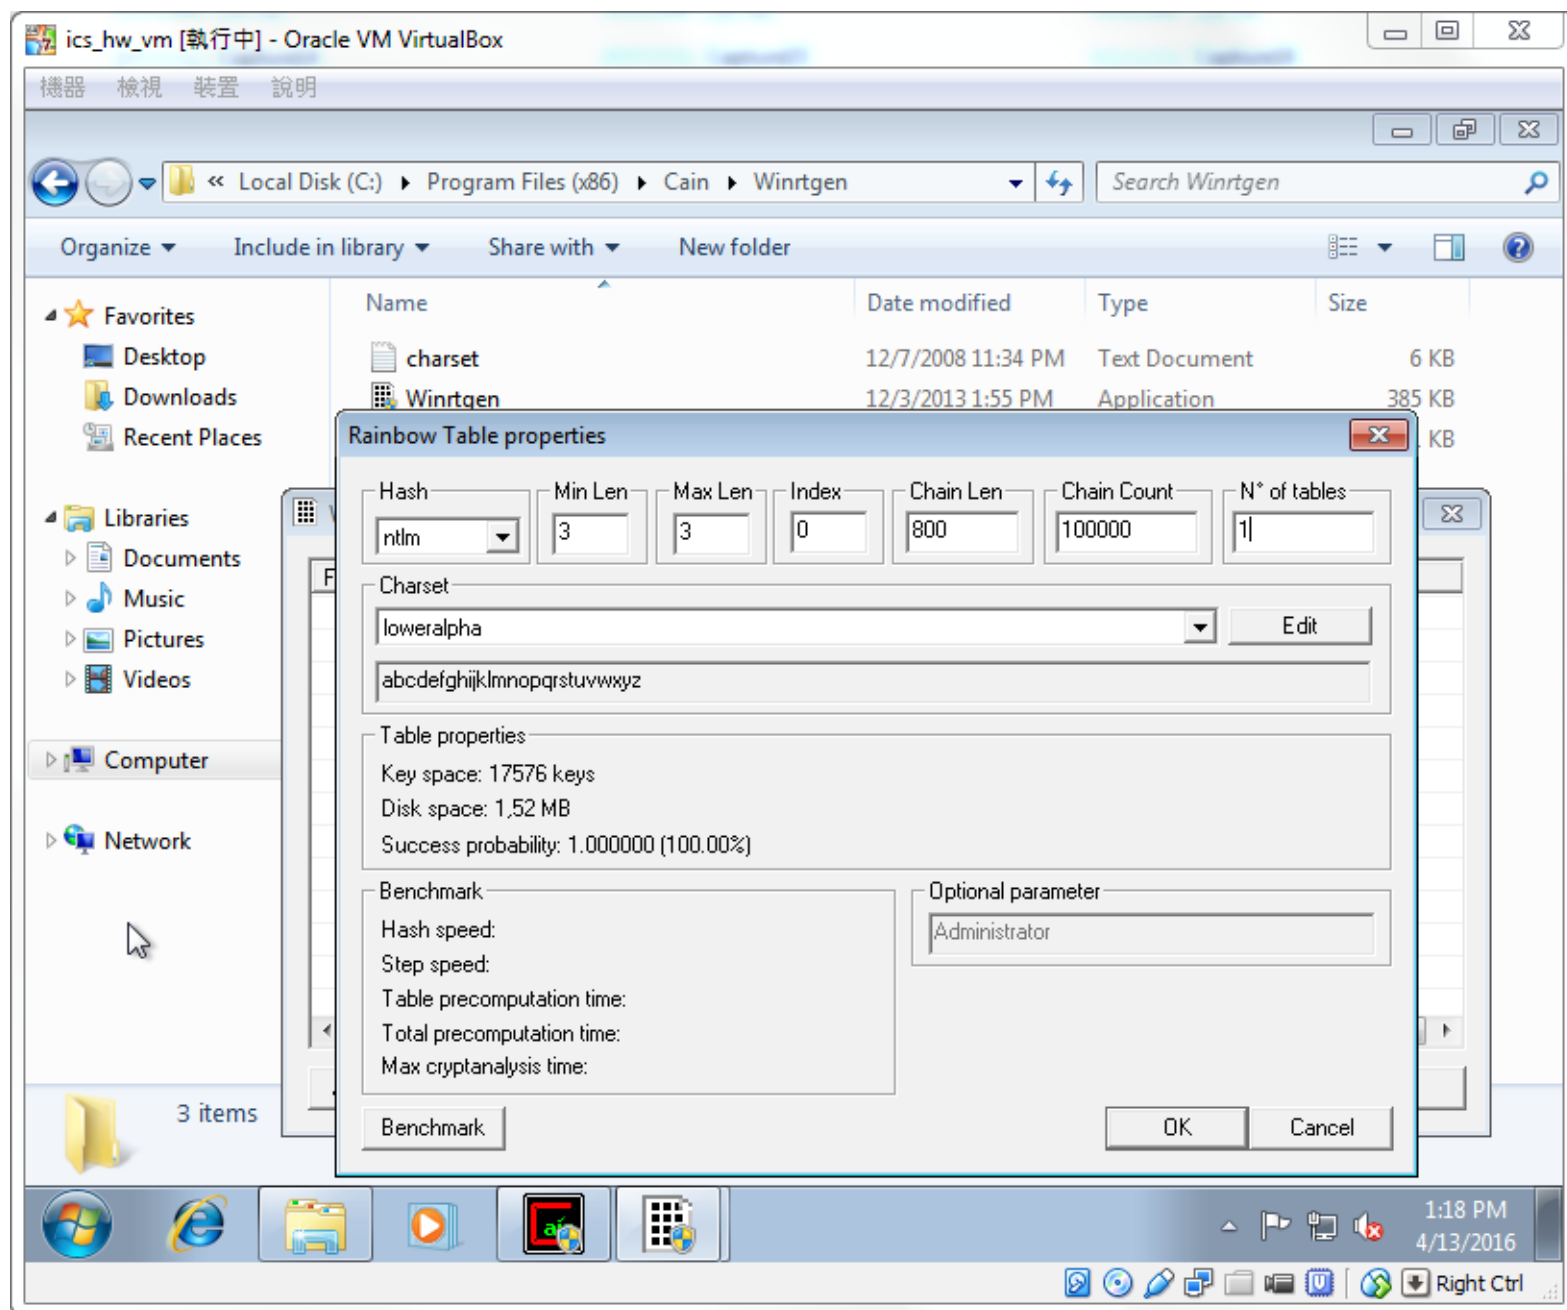 ics_hw_vm [執行中] - Oracle VM VirtualBox
機器 檢視 裝置 說明
« Local Disk (C:) Program Files (x86) Cain Winrtgen
Search Winrtgen
Organize Include in library Share with New folder
Name Date modified Type Size
charset 12/7/2008 11:34 PM Text Document 6 KB
Winrtgen 12/3/2013 1:55 PM Application 385 KB
KB
Favorites
Desktop
Downloads
Recent Places
Libraries
Documents
Music
Pictures
Videos
Computer
Network
3 items
Rainbow Table properties
Hash Min Len Max Len Index Chain Len Chain Count N° of tables
ntlm 3 3 0 800 100000 1
Charset
loweralpha Edit
abcdefghijklmnopqrstuvwxyz
Table properties
Key space: 17576 keys
Disk space: 1,52 MB
Success probability: 1.000000 (100.00%)
Benchmark
Hash speed:
Step speed:
Table precomputation time:
Total precomputation time:
Max cryptanalysis time:
Optional parameter
Administrator
Benchmark OK Cancel
1:18 PM
4/13/2016
Right Ctrl